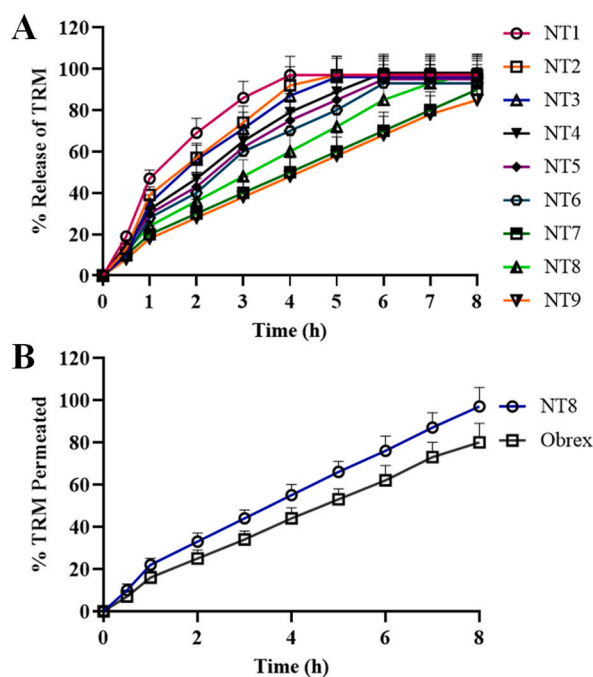 A
% Release of TRM
120
100
80
60
40
20
0
0 1 2 3 4 5 6 7 8
Time (h)
NT1
NT2
NT3
NT4
NT5
NT6
NT7
NT8
NT9
B
% TRM Permeated
120
100
80
60
40
20
0
0 2 4 6 8
Time (h)
NT8
Obrex